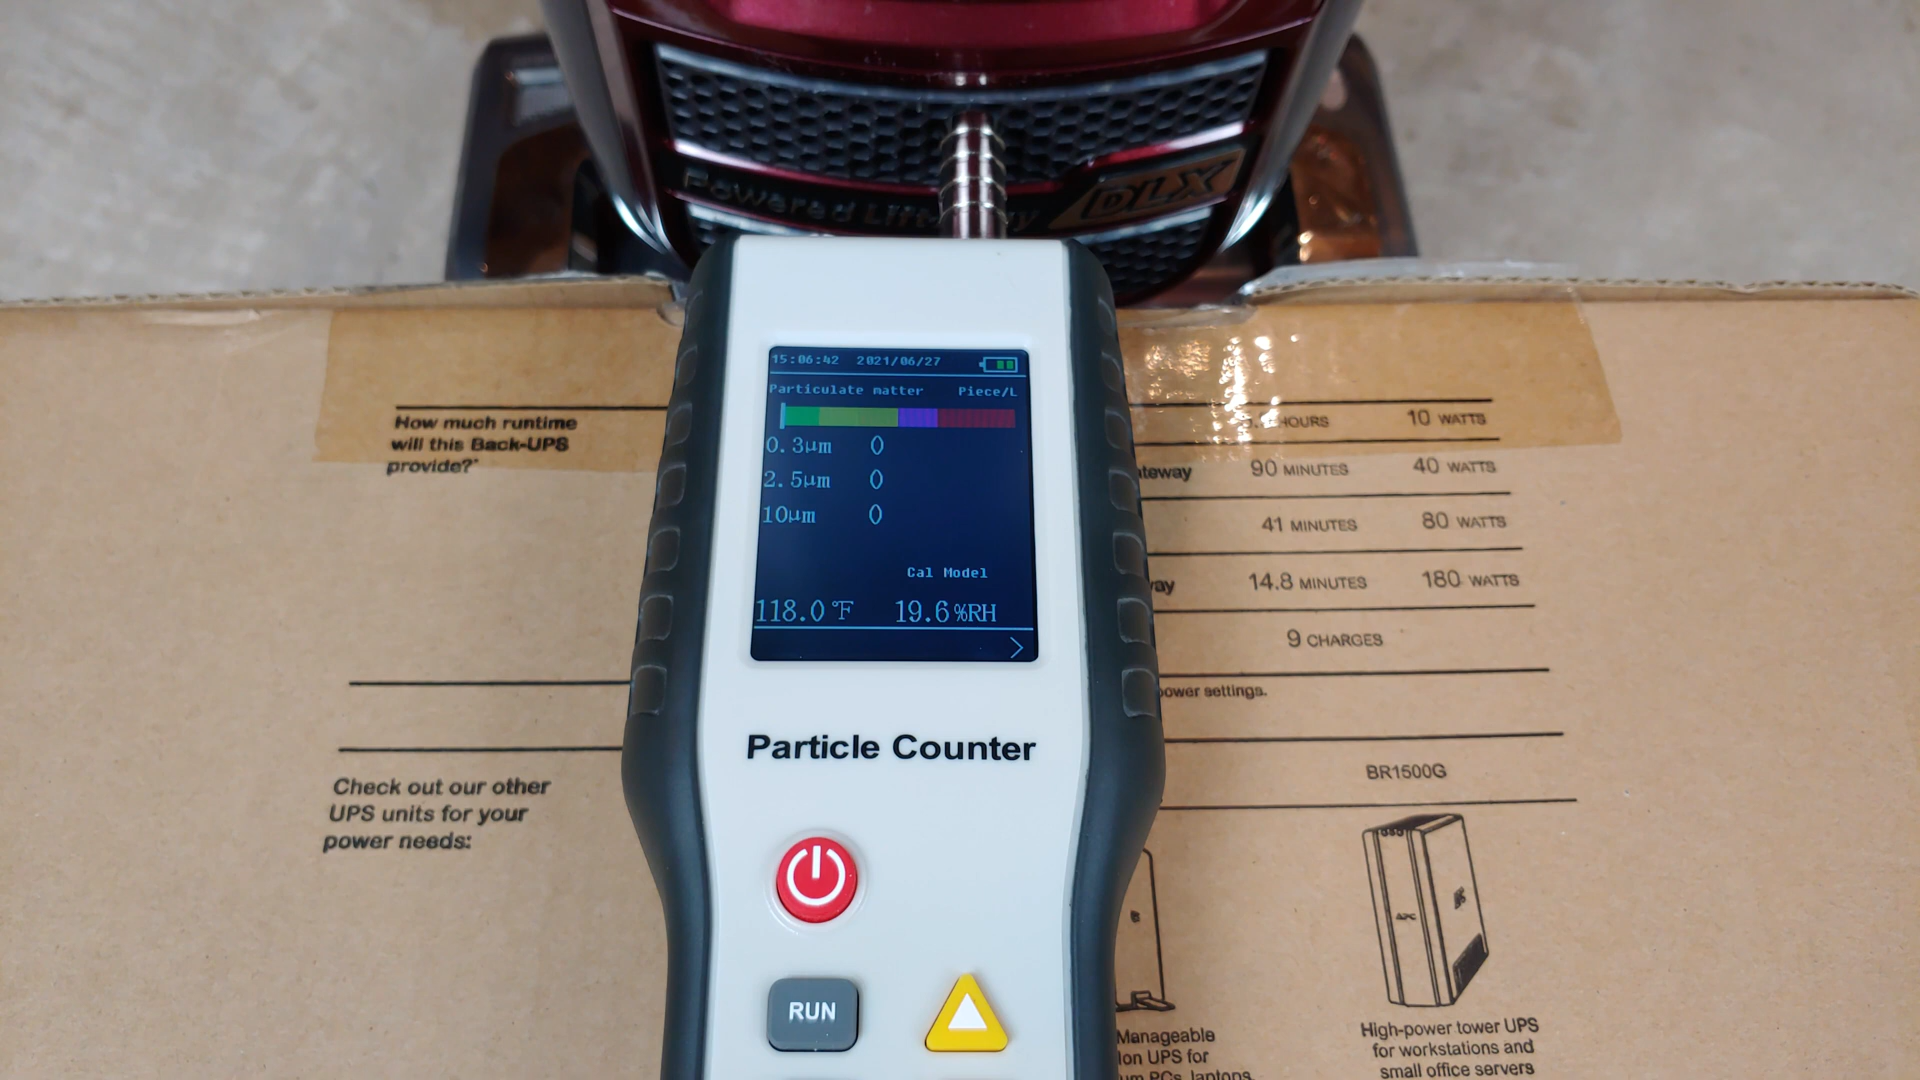 Powered Lift-Away
DLX
15:06:42 2021/06/27
Particulate matter Piece/L
0.3μm 0
2.5μm 0
10μm 0
Cal Model
118.0℉ 19.6%RH
>
Particle Counter
RUN
How much runtime
will this Back-UPS
provide?*
HOURS 10 WATTS
90 MINUTES 40 WATTS
41 MINUTES 80 WATTS
14.8 MINUTES 180 WATTS
9 CHARGES
power settings.
BR1500G
Check out our other
UPS units for your
power needs:
APC
Manageable
UPS for
PCs, laptops,
High-power tower UPS
for workstations and
small office servers